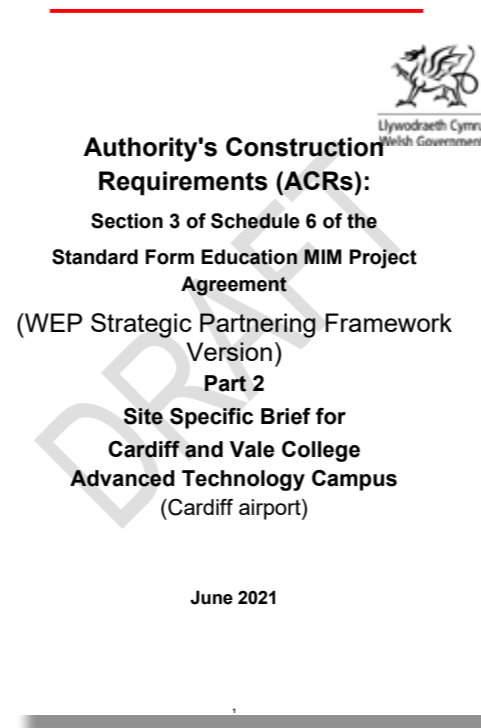 Llywodraeth Cymru
Welsh Government
Authority's Construction
Requirements (ACRs):
Section 3 of Schedule 6 of the
Standard Form Education MIM Project
Agreement
(WEP Strategic Partnering Framework
Version)
Part 2
Site Specific Brief for
Cardiff and Vale College
Advanced Technology Campus
(Cardiff airport)
DRAFT
June 2021
1